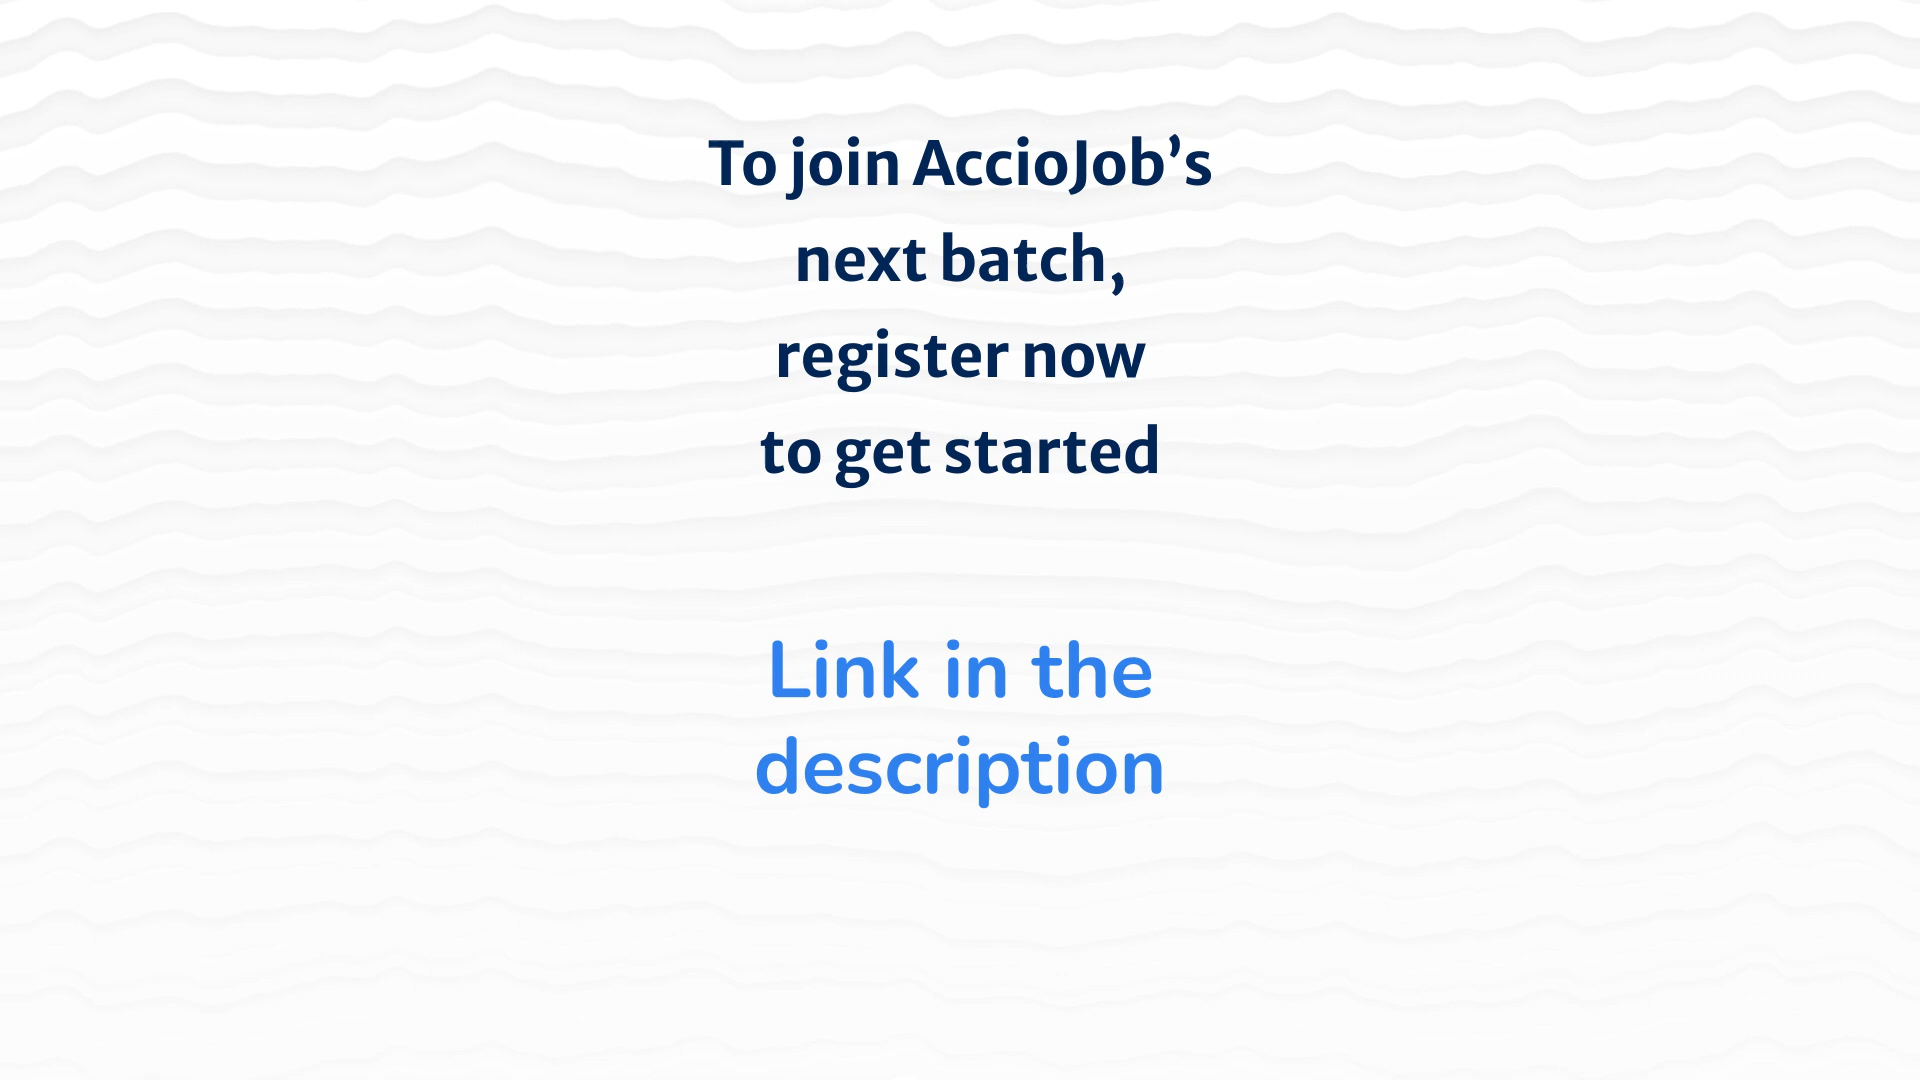 To join AccioJob’s
next batch,
register now
to get started
Link in the
description